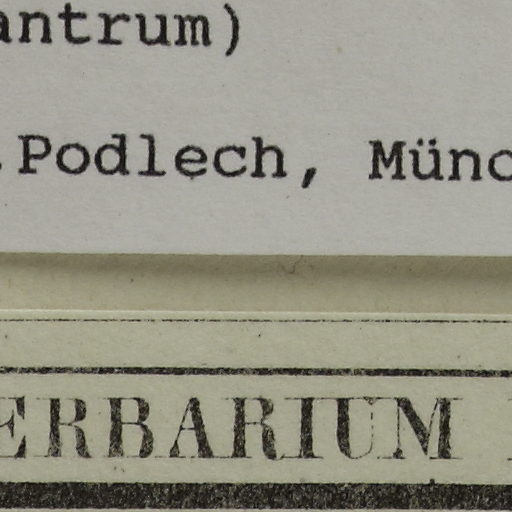 antrum)
.Podlech, Münc
ERBARIUM